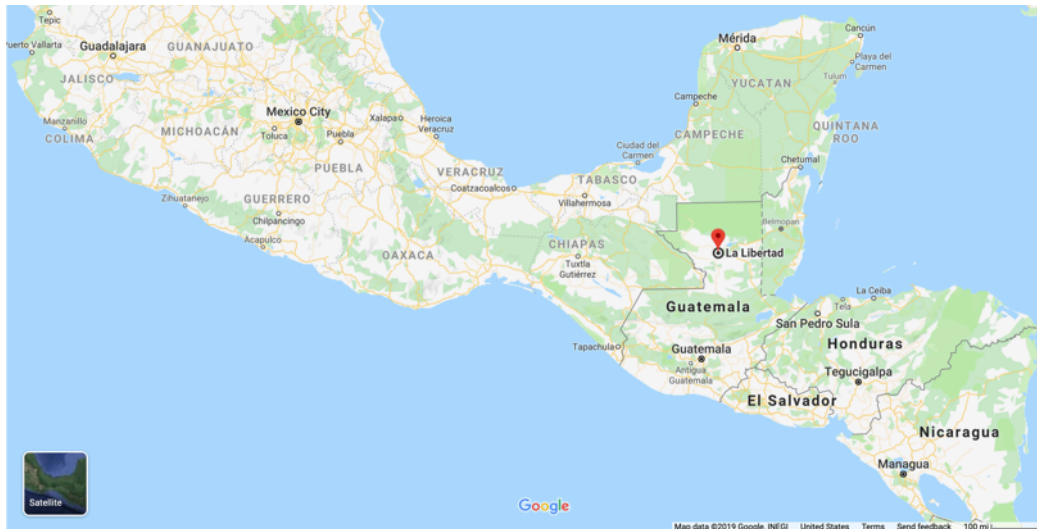 Tepic
Cancún
Puerto Vallarta
Guadalajara
GUANAJUATO
Mérida
Playa del
Carmen
JALISCO
YUCATAN
Tulum
Mexico City
Campeche
Manzanillo
COLIMA
MICHOACÁN
Toluca
Puebla
Xalapa
Heroica
Veracruz
CAMPECHE
QUINTANA
ROO
Ciudad del
Carmen
PUEBLA
VERACRUZ
Coatzacoalcos
TABASCO
Villahermosa
Chetumal
Zihuatanejo
GUERRERO
Chilpancingo
Belmopan
Acapulco
OAXACA
CHIAPAS
Tuxtla
Gutiérrez
La Libertad
Guatemala
La Ceiba
Tela
San Pedro Sula
Honduras
Tapachula
Guatemala
Antigua
Guatemala
Tegucigalpa
El Salvador
Nicaragua
Managua
Satellite
Google
Map data ©2019 Google, INEGI United States Terms Send feedback 100 mi